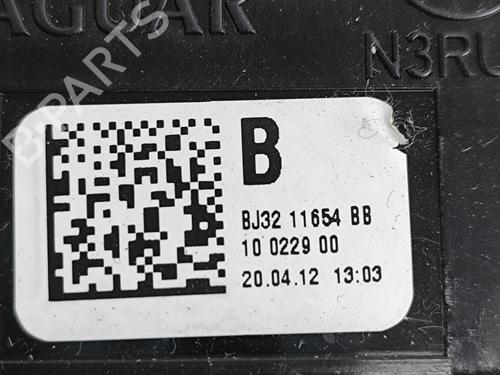 AGUAR
N3RU
B
BJ32 11654 BB
10 0229 00
20.04.12 13:03
B-PARTS